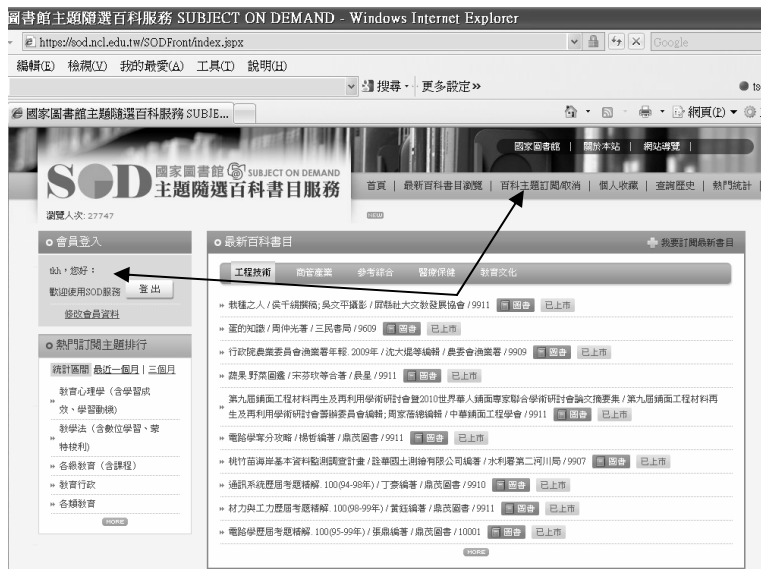 圖書館主題隨選百科服務 SUBJECT ON DEMAND - Windows Internet Explorer
https://sod.ncl.edu.tw/SODFront/index.jspx
Google
編輯(E) 檢視(V) 我的最愛(A) 工具(T) 說明(H)
搜尋 更多設定»
國家圖書館主題隨選百科服務 SUBJE...
網頁(P)
國家圖書館 | 關於本站 | 網站導覽 |
SOD 國家圖書館 SUBJECT ON DEMAND
主題隨選百科書目服務
首頁 | 最新百科書目瀏覽 | 百科主題訂閱/取消 | 個人收藏 | 查詢歷史 | 熱門統計 |
瀏覽人次: 27747
NEW
會員登入
tkh，您好：
歡迎使用SOD服務 登出
修改會員資料
熱門訂閱主題排行
統計區間 最近一個月 | 三個月
» 教育心理學（含學習成效、學習動機）
» 教學法（含數位學習、蒙特梭利）
» 各級教育（含課程）
» 教育行政
» 各類教育
MORE
最新百科書目
我要訂閱最新書目
工程技術 商管產業 參考綜合 醫療保健 教育文化
» 栽種之人 / 侯千絹撰稿; 吳文平攝影 / 屏縣社大文教發展協會 / 9911 圖書 已上市
» 蛋的知識 / 周仲光著 / 三民書局 / 9609 圖書 已上市
» 行政院農業委員會漁業署年報. 2009年 / 沈大焜等編輯 / 農委會漁業署 / 9909 圖書 已上市
» 蔬果.野菜圖鑑 / 宋芬玫等合著 / 晨星 / 9911 圖書 已上市
» 第九屆鋪面工程材料再生及再利用學術研討會暨2010世界華人鋪面專家聯合學術研討會論文摘要集 / 第九屆鋪面工程材料再
生及再利用學術研討會籌辦委員會編輯; 周家蓓總編輯 / 中華鋪面工程學會 / 9911 圖書 已上市
» 電路學奪分攻略 / 楊哲編著 / 鼎茂圖書 / 9911 圖書 已上市
» 桃竹苗海岸基本資料監測調查計畫 / 詮華國土測繪有限公司編著 / 水利署第二河川局 / 9907 圖書 已上市
» 通訊系統歷屆考題精解. 100(94-98年) / 丁豪編著 / 鼎茂圖書 / 9910 圖書 已上市
» 材力與工力歷屆考題精解. 100(98-99年) / 黃鈺編著 / 鼎茂圖書 / 9911 圖書 已上市
» 電路學歷屆考題精解. 100(95-99年) / 張鼎編著 / 鼎茂圖書 / 10001 圖書 已上市
MORE